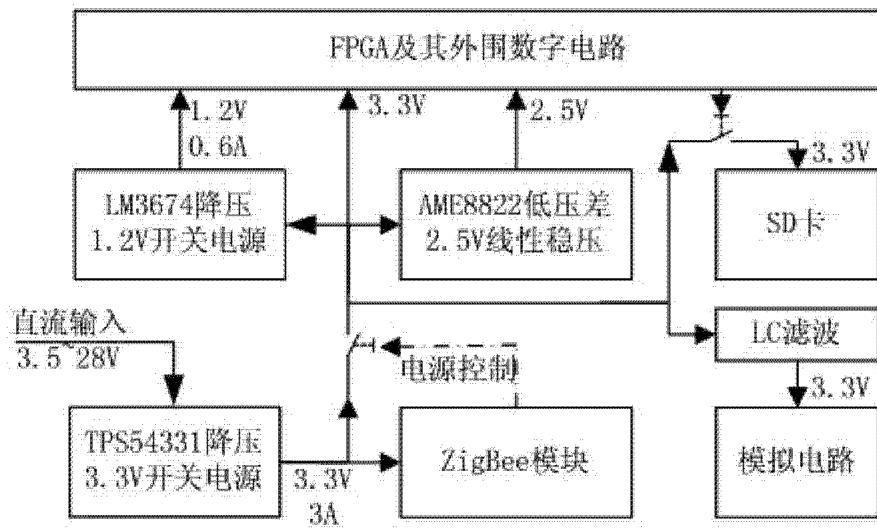 FPGA及其外围数字电路
1.2V
0.6A
3.3V
2.5V
3.3V
LM3674降压
1.2V开关电源
AME8822低压差
2.5V线性稳压
SD卡
直流输入
3.5~28V
电源控制
LC滤波
3.3V
TPS54331降压
3.3V开关电源
3.3V
3A
ZigBee模块
模拟电路